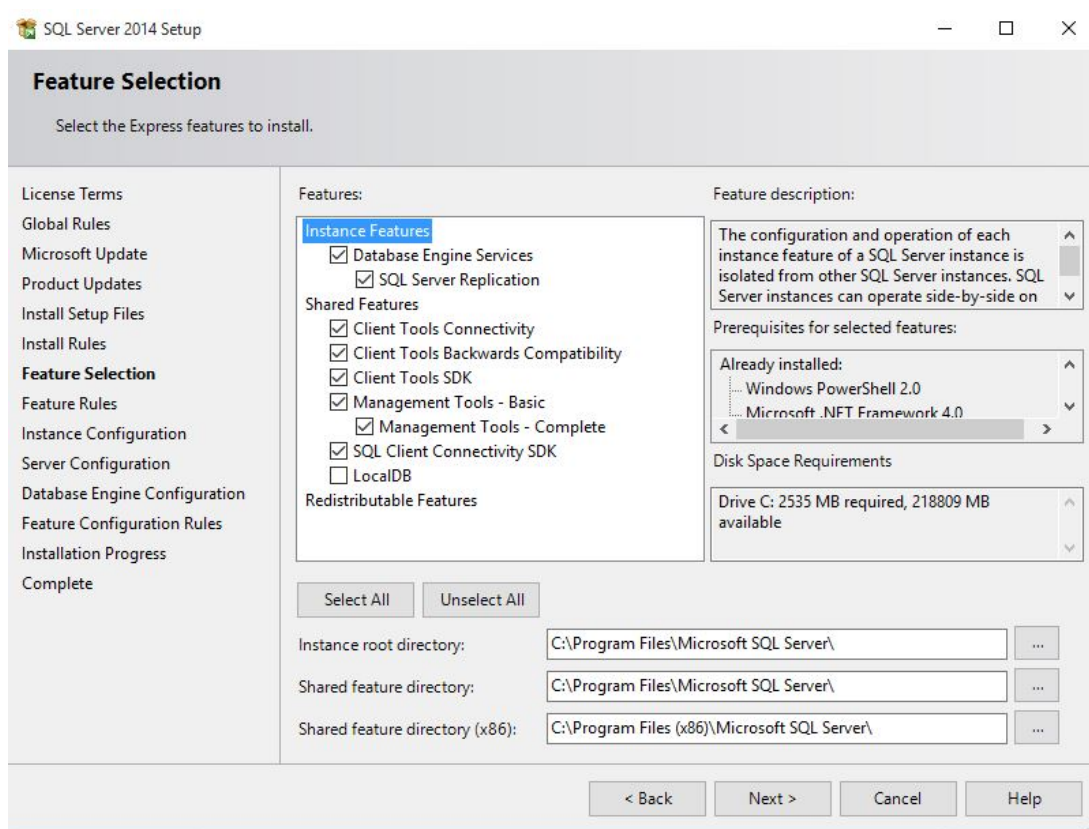 SQL Server 2014 Setup
Feature Selection
Select the Express features to install.
License Terms
Global Rules
Microsoft Update
Product Updates
Install Setup Files
Install Rules
Feature Selection
Feature Rules
Instance Configuration
Server Configuration
Database Engine Configuration
Feature Configuration Rules
Installation Progress
Complete
Features:
Instance Features
Database Engine Services
SQL Server Replication
Shared Features
Client Tools Connectivity
Client Tools Backwards Compatibility
Client Tools SDK
Management Tools - Basic
Management Tools - Complete
SQL Client Connectivity SDK
LocalDB
Redistributable Features
Feature description:
The configuration and operation of each
instance feature of a SQL Server instance is
isolated from other SQL Server instances. SQL
Server instances can operate side-by-side on
Prerequisites for selected features:
Already installed:
Windows PowerShell 2.0
Microsoft .NET Framework 4.0
Disk Space Requirements
Drive C: 2535 MB required, 218809 MB
available
Select All
Unselect All
Instance root directory:
C:\Program Files\Microsoft SQL Server\
...
Shared feature directory:
C:\Program Files\Microsoft SQL Server\
...
Shared feature directory (x86):
C:\Program Files (x86)\Microsoft SQL Server\
...
< Back
Next >
Cancel
Help